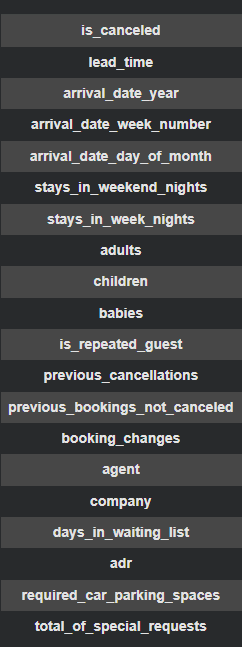 is_canceled
lead_time
arrival_date_year
arrival_date_week_number
arrival_date_day_of_month
stays_in_weekend_nights
stays_in_week_nights
adults
children
babies
is_repeated_guest
previous_cancellations
previous_bookings_not_canceled
booking_changes
agent
company
days_in_waiting_list
adr
required_car_parking_spaces
total_of_special_requests